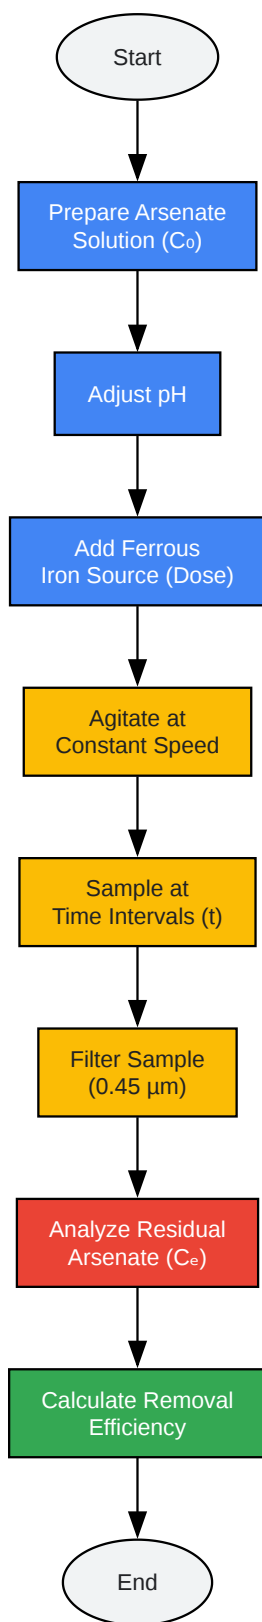 Start
Prepare Arsenate
Solution (C₀)
Adjust pH
Add Ferrous
Iron Source (Dose)
Agitate at
Constant Speed
Sample at
Time Intervals (t)
Filter Sample
(0.45 µm)
Analyze Residual
Arsenate (Cₑ)
Calculate Removal
Efficiency
End